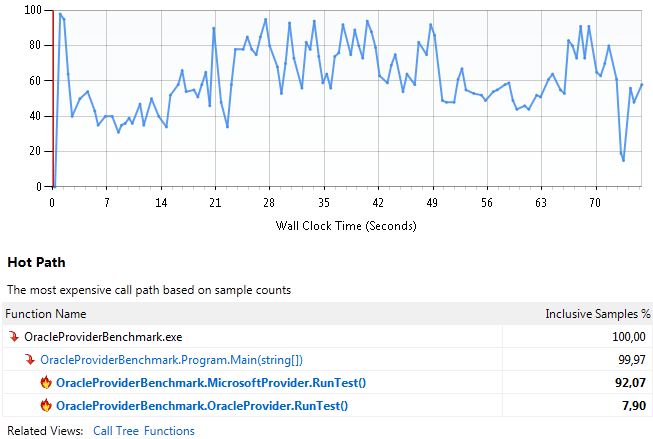 100
80
60
40
20
0
0 7 14 21 28 35 42 49 56 63 70
Wall Clock Time (Seconds)
Hot Path
The most expensive call path based on sample counts
Function Name Inclusive Samples %
OracleProviderBenchmark.exe 100,00
OracleProviderBenchmark.Program.Main(string[]) 99,97
OracleProviderBenchmark.MicrosoftProvider.RunTest() 92,07
OracleProviderBenchmark.OracleProvider.RunTest() 7,90
Related Views: Call Tree Functions